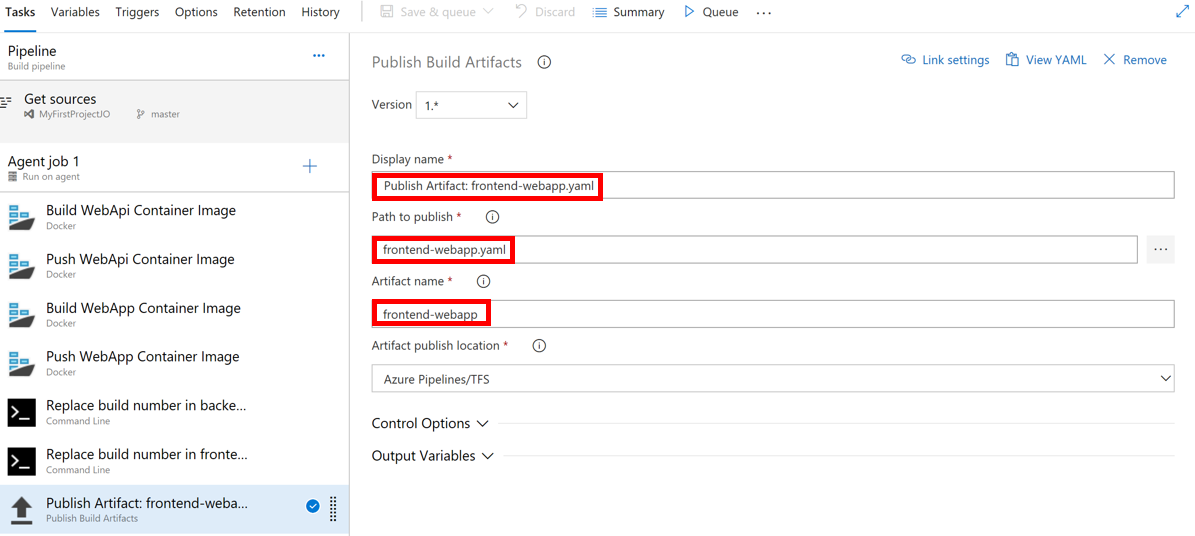 Tasks Variables Triggers Options Retention History Save & queue Discard Summary Queue ...
Pipeline
Build pipeline
...
Get sources
MyFirstProjectJO master
Agent job 1
Run on agent
Build WebApi Container Image
Docker
Push WebApi Container Image
Docker
Build WebApp Container Image
Docker
Push WebApp Container Image
Docker
Replace build number in backe...
Command Line
Replace build number in fronte...
Command Line
Publish Artifact: frontend-weba...
Publish Build Artifacts
Publish Build Artifacts
Link settings View YAML Remove
Version 1.*
Display name *
Publish Artifact: frontend-webapp.yaml
Path to publish *
frontend-webapp.yaml
...
Artifact name *
frontend-webapp
Artifact publish location *
Azure Pipelines/TFS
Control Options
Output Variables